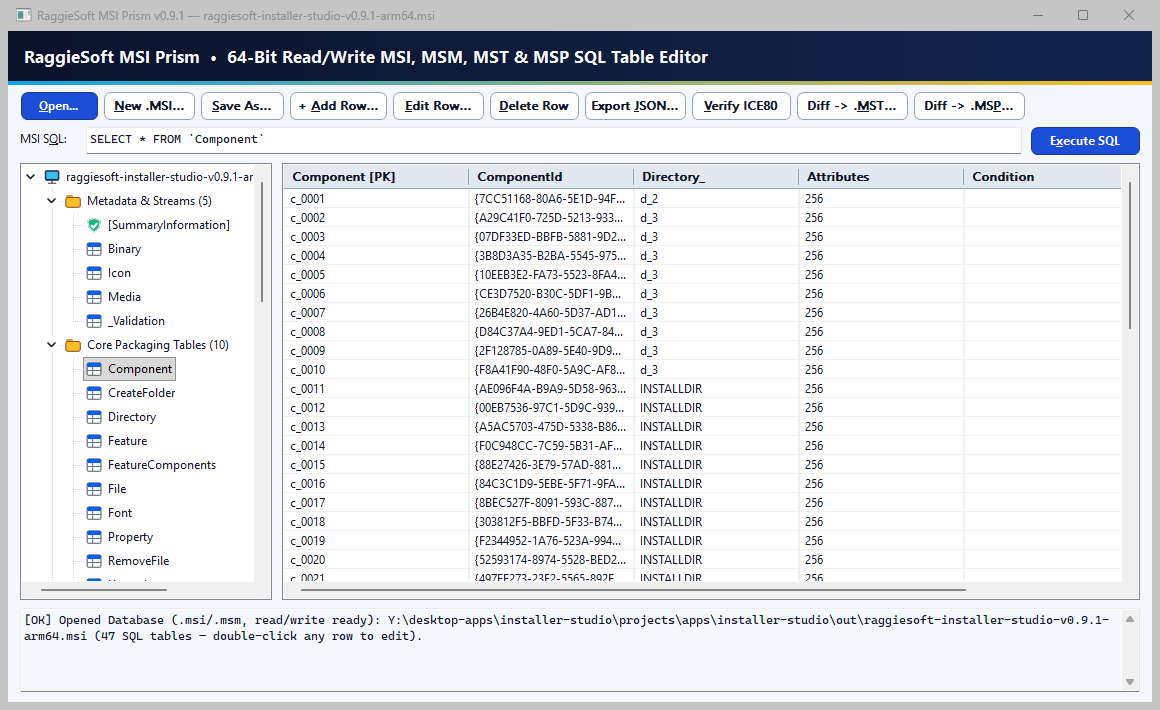 RaggieSoft MSI Prism v0.9.1 — raggiesoft-installer-studio-v0.9.1-arm64.msi
RaggieSoft MSI Prism • 64-Bit Read/Write MSI, MSM, MST & MSP SQL Table Editor
Open... New .MSI... Save As... + Add Row... Edit Row... Delete Row Export JSON... Verify ICE80 Diff -> .MST... Diff -> .MSP...
MSI SQL: SELECT * FROM `Component` Execute SQL
raggiesoft-installer-studio-v0.9.1-ar
Metadata & Streams (5)
[SummaryInformation]
Binary
Icon
Media
_Validation
Core Packaging Tables (10)
Component
CreateFolder
Directory
Feature
FeatureComponents
File
Font
Property
RemoveFile
Component [PK] ComponentId Directory_ Attributes Condition
c_0001 {7CC51168-80A6-5E1D-94F... d_2 256
c_0002 {A29C41F0-725D-5213-933... d_3 256
c_0003 {07DF33ED-BBFB-5881-9D2... d_3 256
c_0004 {3B8D3A35-B2BA-5545-975... d_3 256
c_0005 {10EEB3E2-FA73-5523-8FA4... d_3 256
c_0006 {CE3D7520-B30C-5DF1-9B... d_3 256
c_0007 {26B4E820-4A60-5D37-AD1... d_3 256
c_0008 {D84C37A4-9ED1-5CA7-84... d_3 256
c_0009 {2F128785-0A89-5E40-9D9... d_3 256
c_0010 {F8A41F90-48F0-5A9C-AF8... d_3 256
c_0011 {AE096F4A-B9A9-5D58-963... INSTALLDIR 256
c_0012 {00EB7536-97C1-5D9C-939... INSTALLDIR 256
c_0013 {A5AC5703-475D-5338-B86... INSTALLDIR 256
c_0014 {F0C948CC-7C59-5B31-AF... INSTALLDIR 256
c_0015 {88E27426-3E79-57AD-881... INSTALLDIR 256
c_0016 {84C3C1D9-5EBE-5F71-9FA... INSTALLDIR 256
c_0017 {8BEC527F-8091-593C-887... INSTALLDIR 256
c_0018 {303812F5-BBFD-5F33-B74... INSTALLDIR 256
c_0019 {F2344952-1A76-523A-994... INSTALLDIR 256
c_0020 {52593174-8974-5528-BED2... INSTALLDIR 256
c_0021 INSTALLDIR 256
[OK] Opened Database (.msi/.msm, read/write ready): Y:\desktop-apps\installer-studio\projects\apps\installer-studio\out\raggiesoft-installer-studio-v0.9.1-
arm64.msi (47 SQL tables — double-click any row to edit).